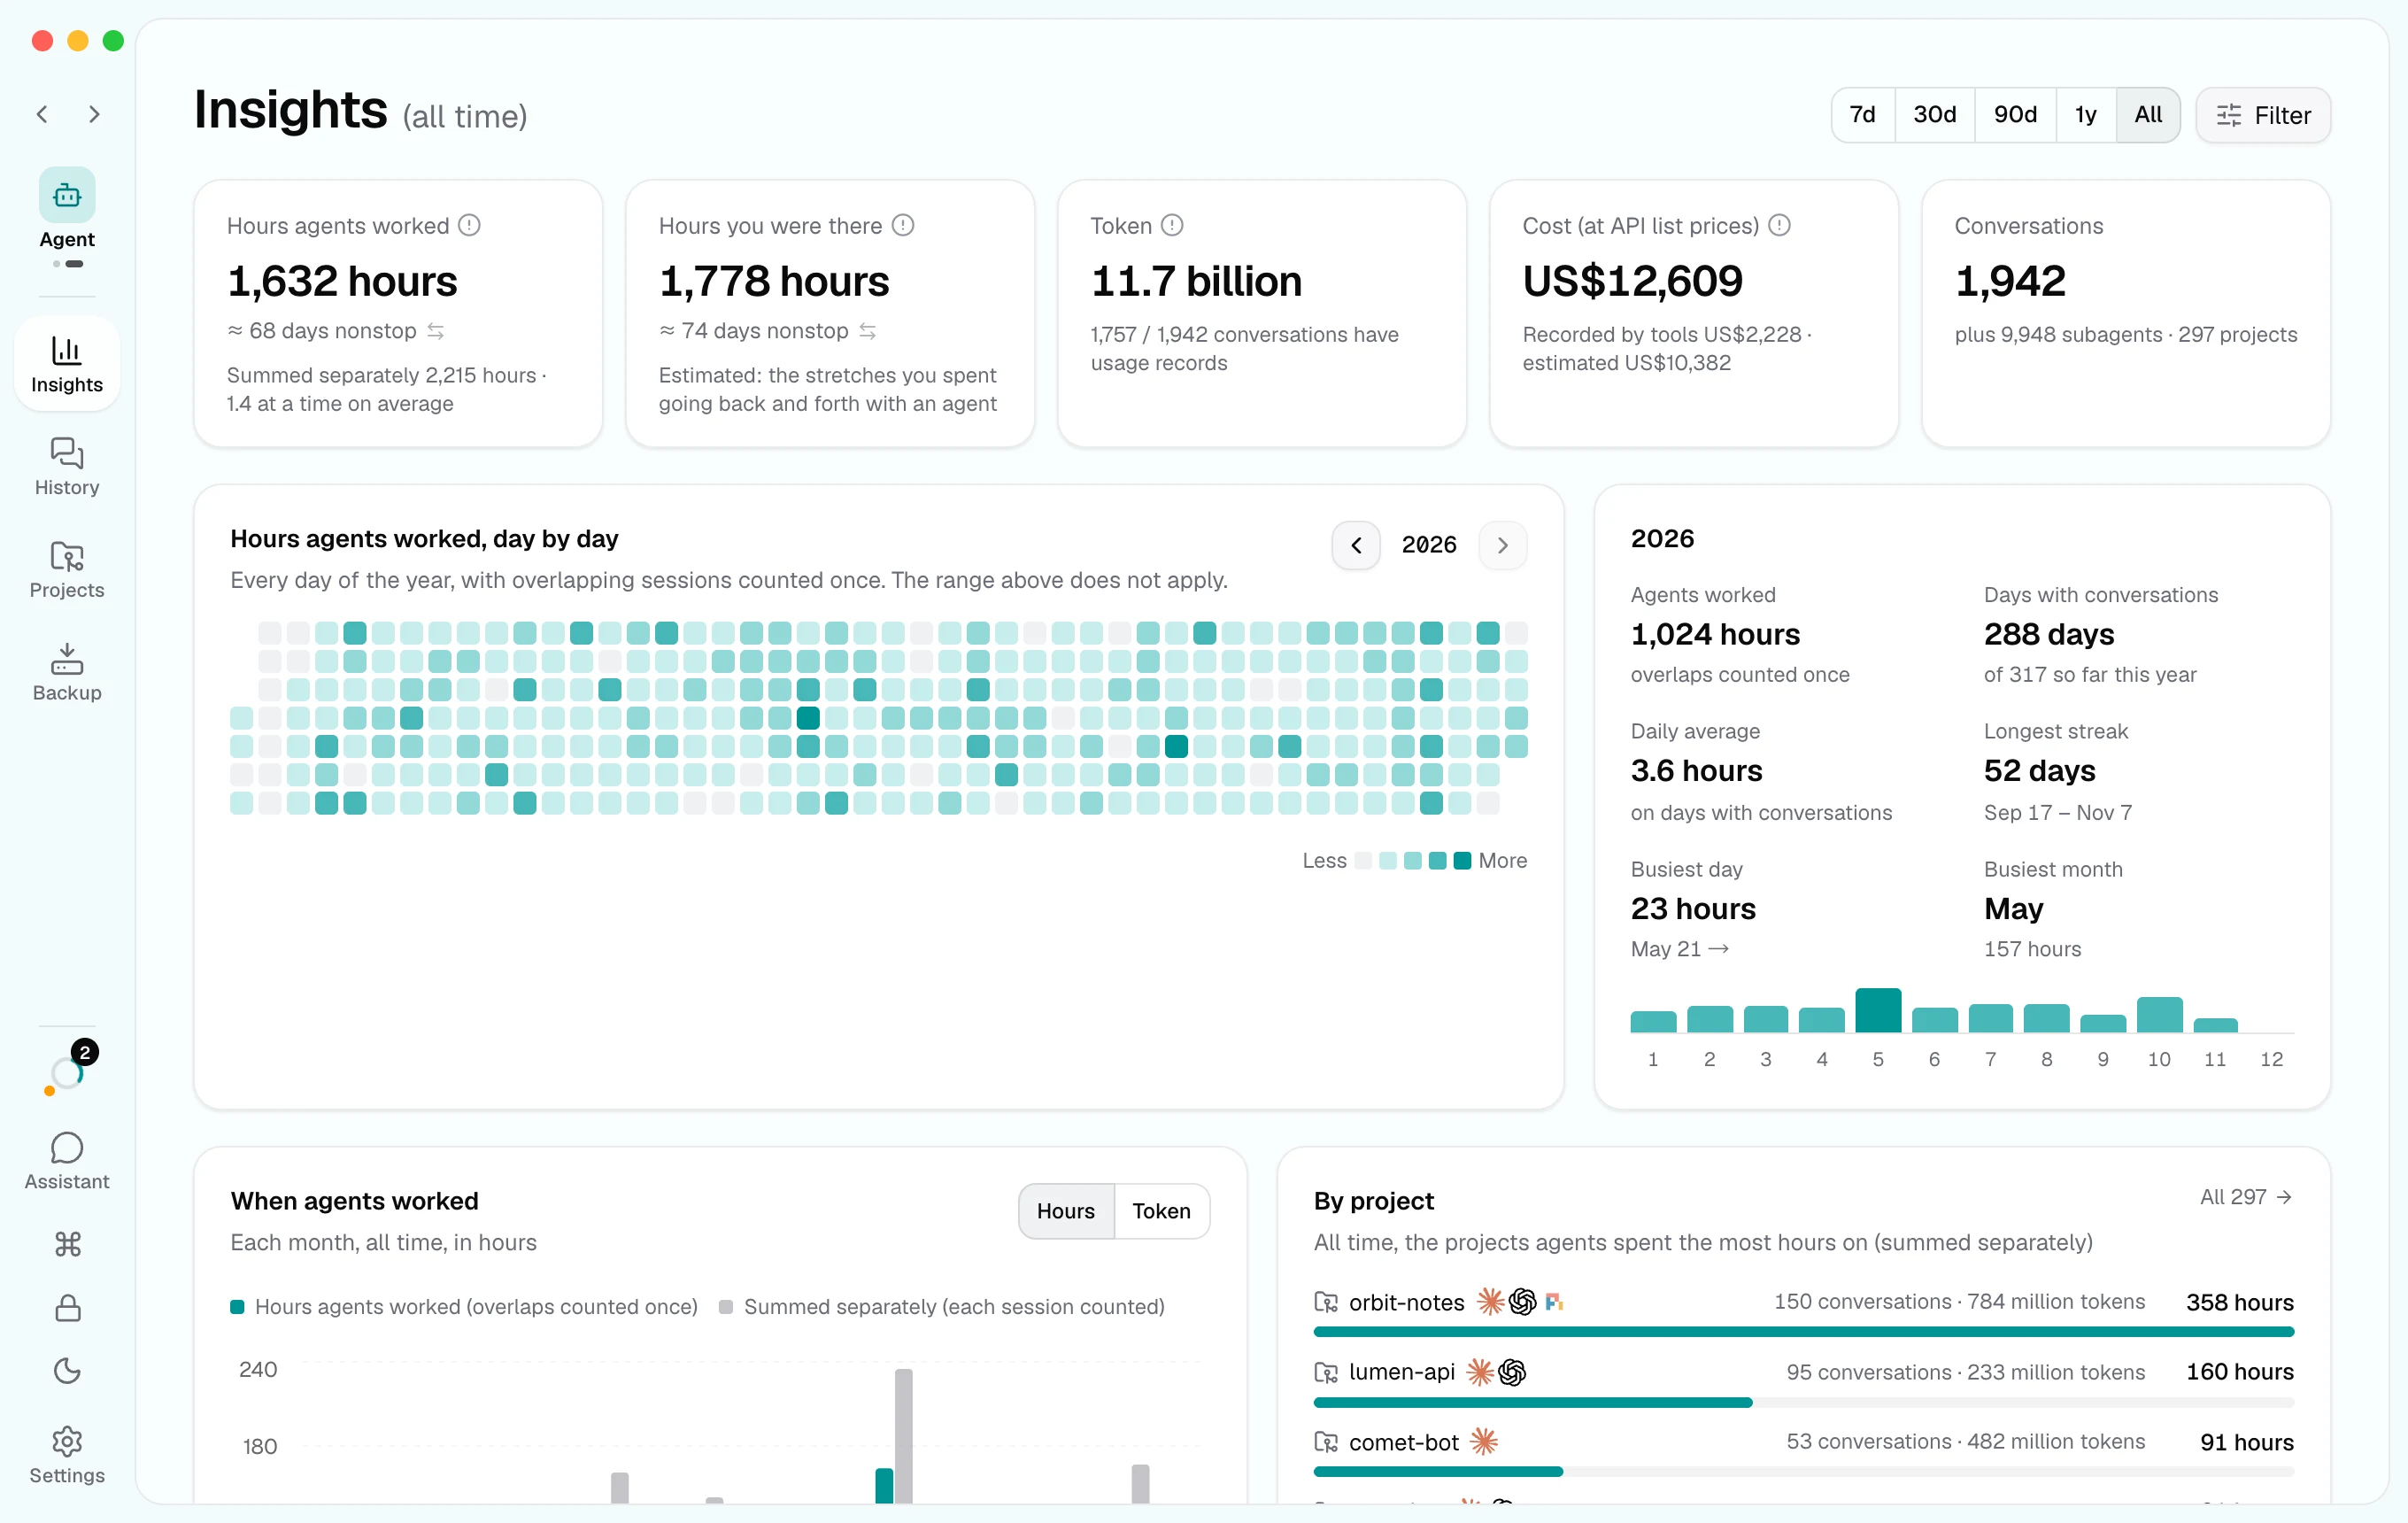 Insights (all time)
7d 30d 90d 1y All Filter
Agent
Insights
History
Projects
Backup
2
Assistant
Settings
Hours agents worked
1,632 hours
≈ 68 days nonstop
Summed separately 2,215 hours ·
1.4 at a time on average
Hours you were there
1,778 hours
≈ 74 days nonstop
Estimated: the stretches you spent
going back and forth with an agent
Token
11.7 billion
1,757 / 1,942 conversations have
usage records
Cost (at API list prices)
US$12,609
Recorded by tools US$2,228 ·
estimated US$10,382
Conversations
1,942
plus 9,948 subagents · 297 projects
Hours agents worked, day by day
2026
Every day of the year, with overlapping sessions counted once. The range above does not apply.
Less More
2026
Agents worked
1,024 hours
overlaps counted once
Days with conversations
288 days
of 317 so far this year
Daily average
3.6 hours
on days with conversations
Longest streak
52 days
Sep 17 – Nov 7
Busiest day
23 hours
May 21 →
Busiest month
May
157 hours
1 2 3 4 5 6 7 8 9 10 11 12
When agents worked
Hours Token
Each month, all time, in hours
Hours agents worked (overlaps counted once) Summed separately (each session counted)
240
180
By project
All 297 →
All time, the projects agents spent the most hours on (summed separately)
orbit-notes 150 conversations · 784 million tokens 358 hours
lumen-api 95 conversations · 233 million tokens 160 hours
comet-bot 53 conversations · 482 million tokens 91 hours